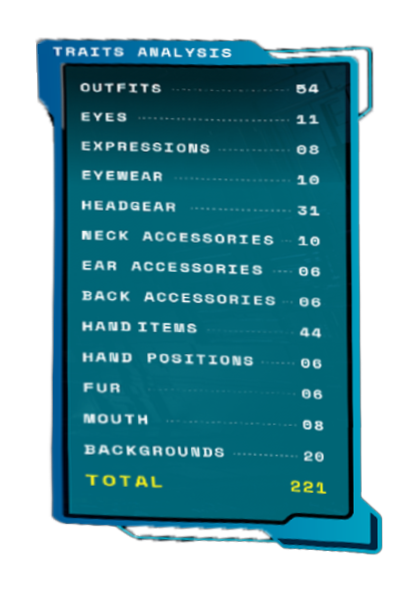 TRAITS ANALYSIS
OUTFITS 54
EYES 11
EXPRESSIONS 08
EYEWEAR 10
HEADGEAR 31
NECK ACCESSORIES 10
EAR ACCESSORIES 06
BACK ACCESSORIES 06
HAND ITEMS 44
HAND POSITIONS 06
FUR 06
MOUTH 08
BACKGROUNDS 20
TOTAL 221